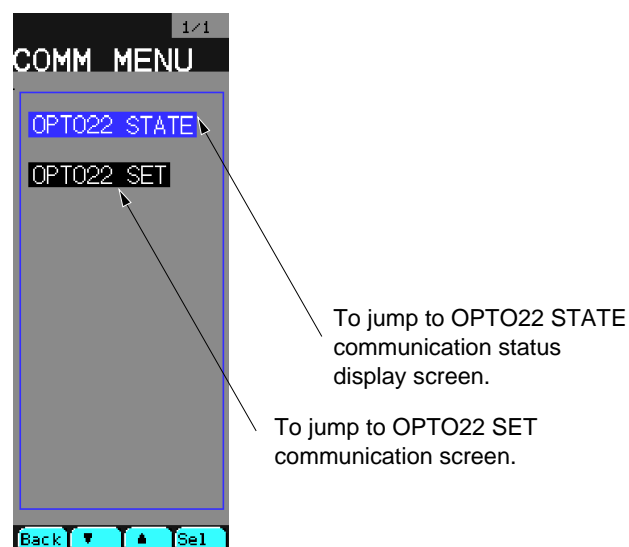 1/1
COMM MENU
OPTO22 STATE
OPTO22 SET
To jump to OPTO22 STATE
communication status
display screen.
To jump to OPTO22 SET
communication screen.
Back ▼ ▲ Sel